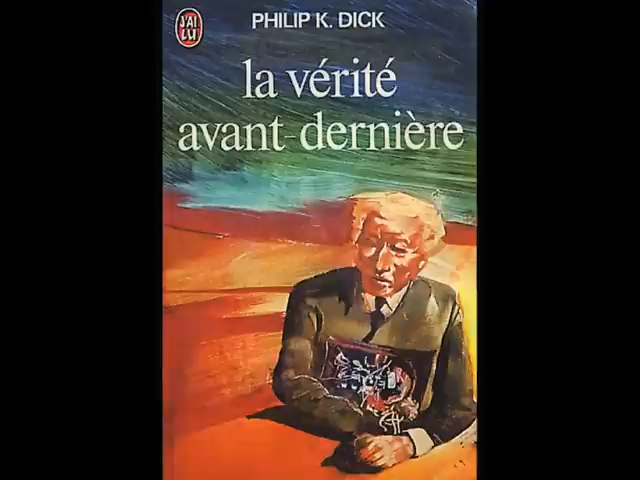 J'AI
LU
PHILIP K. DICK
la vérité
avant-dernière